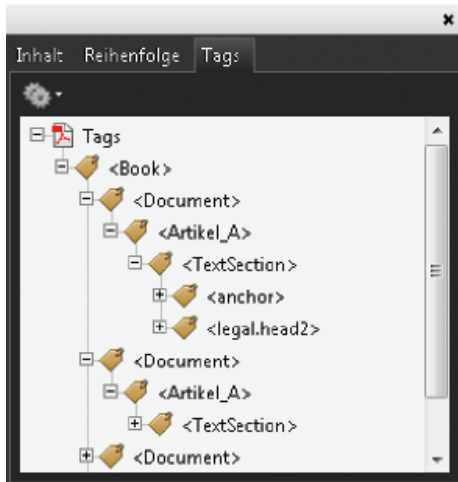 Inhalt Reihenfolge Tags
Tags
<Book>
<Document>
<Artikel_A>
<TextSection>
<anchor>
<legal.head2>
<Document>
<Artikel_A>
<TextSection>
<Document>